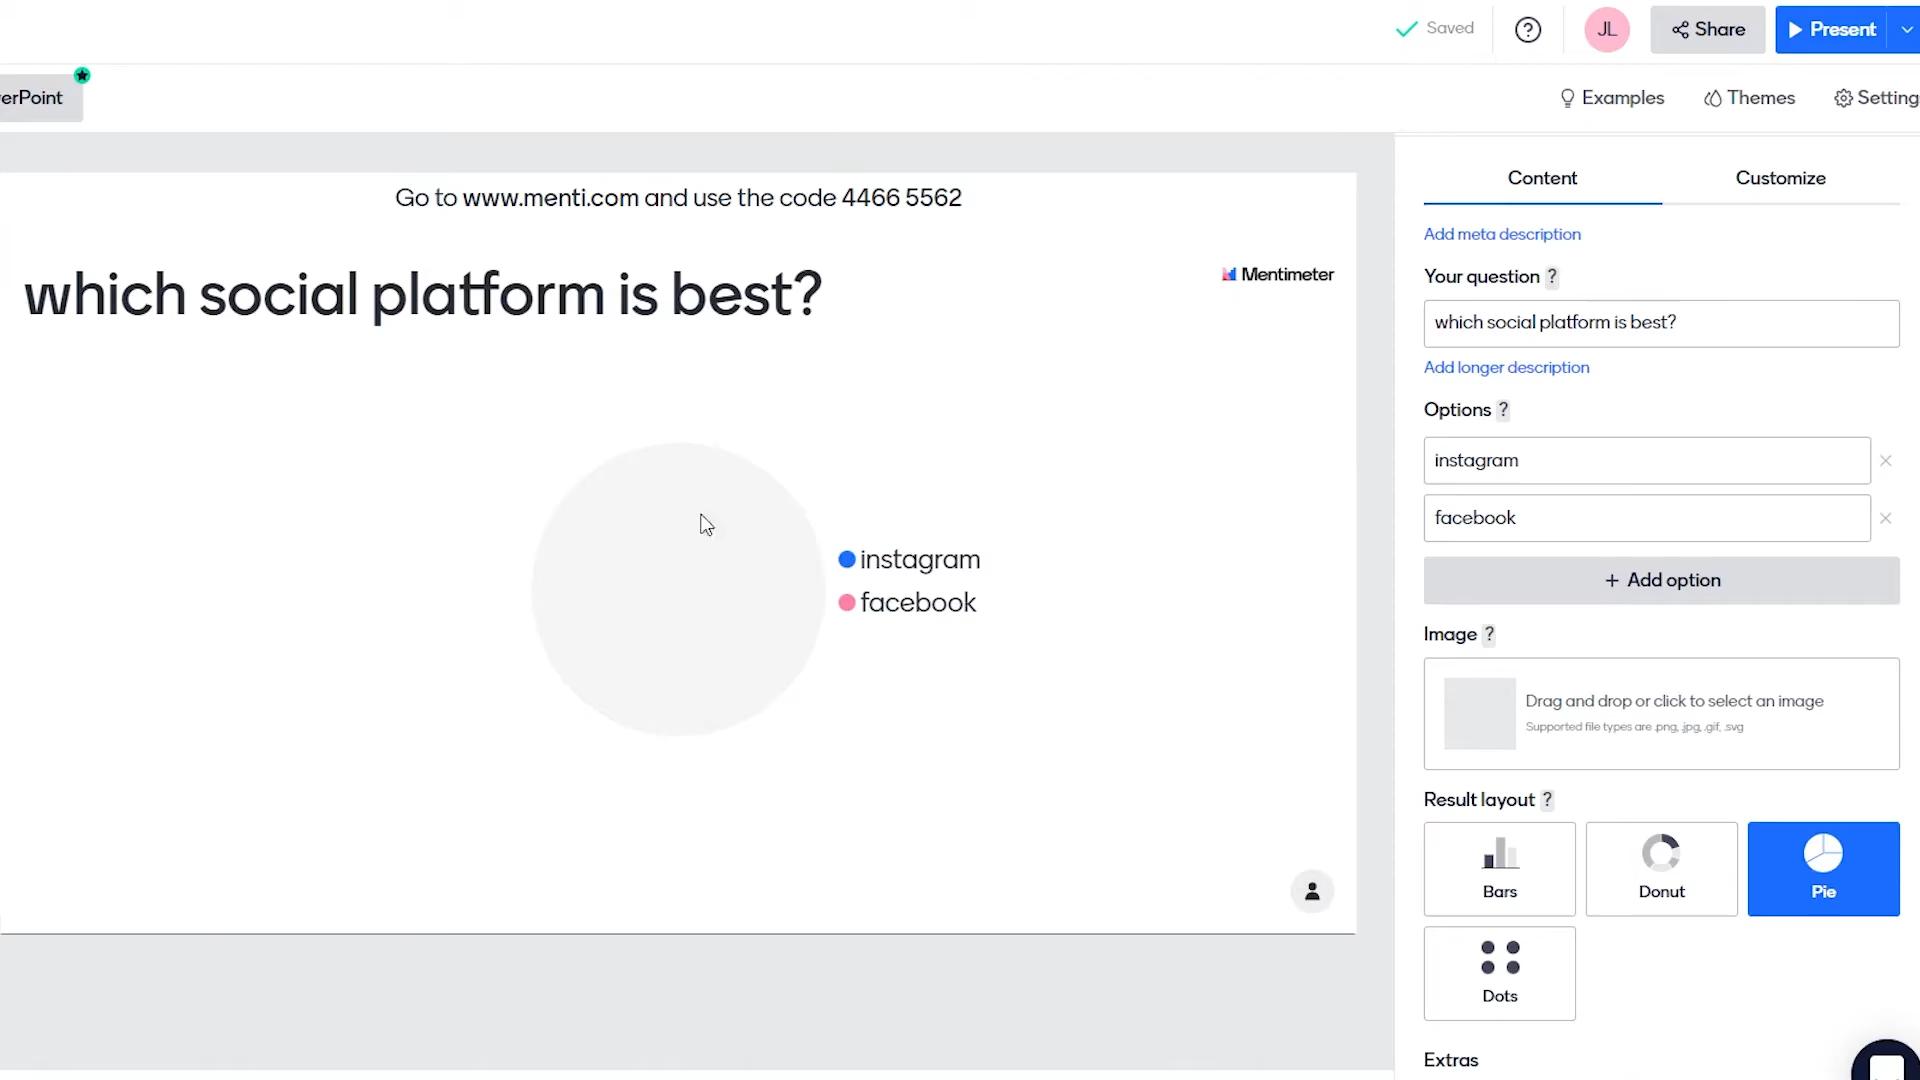 Saved
JL
Share
Present
erPoint
Examples
Themes
Setting
Content
Customize
Go to www.menti.com and use the code 4466 5562
which social platform is best?
Mentimeter
instagram
facebook
Add meta description
Your question ?
which social platform is best?
Add longer description
Options ?
instagram
facebook
+ Add option
Image ?
Drag and drop or click to select an image
Supported file types are .png, .jpg, .gif, .svg
Result layout ?
Bars
Donut
Pie
Dots
Extras